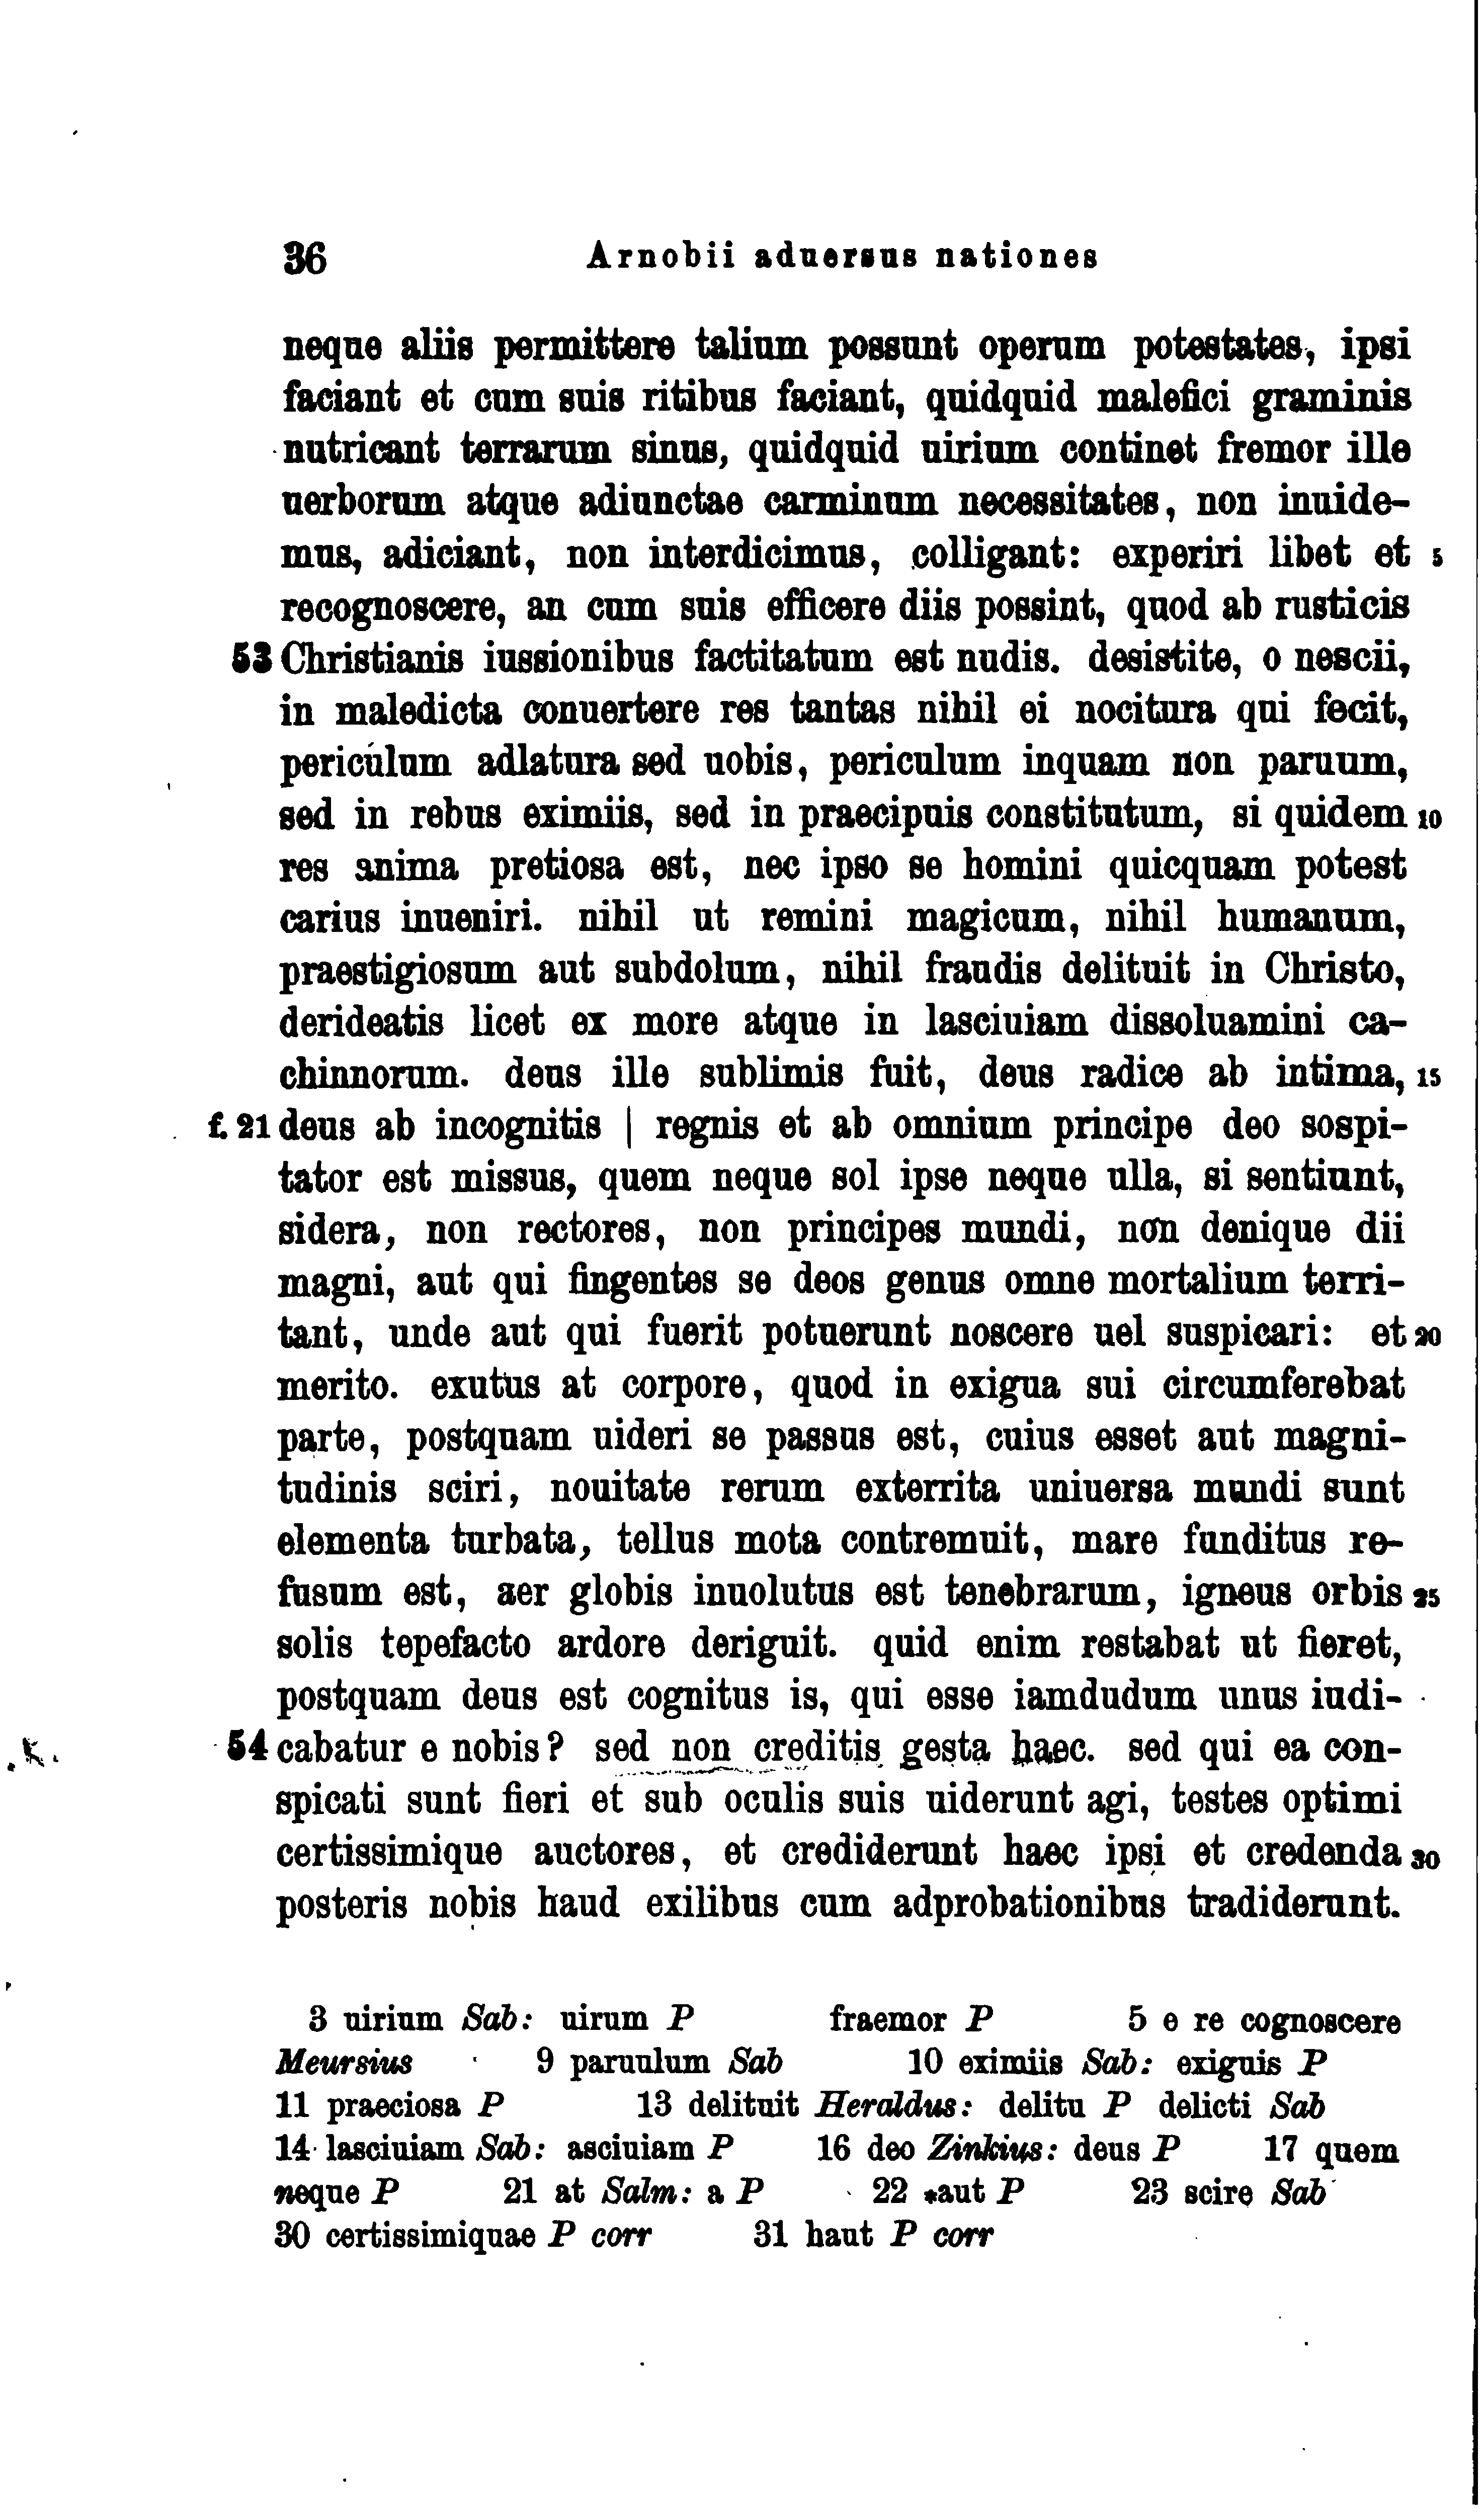 36 Arnobii aduersus nationes
neque aliis permittere talium possunt operum potestates, ipsi
faciant et cum suis ritibus faciant, quidquid malefici graminis
nutricant terrarum sinus, quidquid uirium continet fremor ille
uerborum atque adiunctae carminum necessitates, non inuide-
mus, adiciant, non interdicimus, colligant: experiri libet et 5
recognoscere, an cum suis efficere diis possint, quod ab rusticis
53 Christianis iussionibus factitatum est nudis. desistite, o nescii,
in maledicta conuertere res tantas nihil ei nocitura qui fecit,
periculum adlatura sed uobis, periculum inquam non paruum,
sed in rebus eximiis, sed in praecipuis constitutum, si quidem 10
res anima pretiosa est, nec ipso se homini quicquam potest
carius inueniri. nihil ut remini magicum, nihil humanum,
praestigiosum aut subdolum, nihil fraudis delituit in Christo,
derideatis licet ex more atque in lasciuiam dissoluamini ca-
chinnorum. deus ille sublimis fuit, deus radice ab intima, 15
f. 21 deus ab incognitis | regnis et ab omnium principe deo sospi-
tator est missus, quem neque sol ipse neque ulla, si sentiunt,
sidera, non rectores, non principes mundi, non denique dii
magni, aut qui fingentes se deos genus omne mortalium terri-
tant, unde aut qui fuerit potuerunt noscere uel suspicari: et 20
merito. exutus at corpore, quod in exigua sui circumferebat
parte, postquam uideri se passus est, cuius esset aut magni-
tudinis sciri, nouitate rerum exterrita uniuersa mundi sunt
elementa turbata, tellus mota contremuit, mare funditus re-
fusum est, aer globis inuolutus est tenebrarum, igneus orbis 25
solis tepefacto ardore deriguit. quid enim restabat ut fieret,
postquam deus est cognitus is, qui esse iamdudum unus iudi-
54 cabatur e nobis? sed non creditis gesta haec. sed qui ea con-
spicati sunt fieri et sub oculis suis uiderunt agi, testes optimi
certissimique auctores, et crediderunt haec ipsi et credenda 30
posteris nobis haud exilibus cum adprobationibus tradiderunt.
3 uirium Sab: uirum P fraemor P 5 e re cognoscere
Meursius 9 paruulum Sab 10 eximiis Sab: exiguis P
11 praeciosa P 13 delituit Heraldus: delitu P delicti Sab
14 lasciuiam Sab: asciuiam P 16 deo Zinkius: deus P 17 quem
neque P 21 at Salm: a P 22 *aut P 23 scire Sab
30 certissimiquae P corr 31 haut P corr